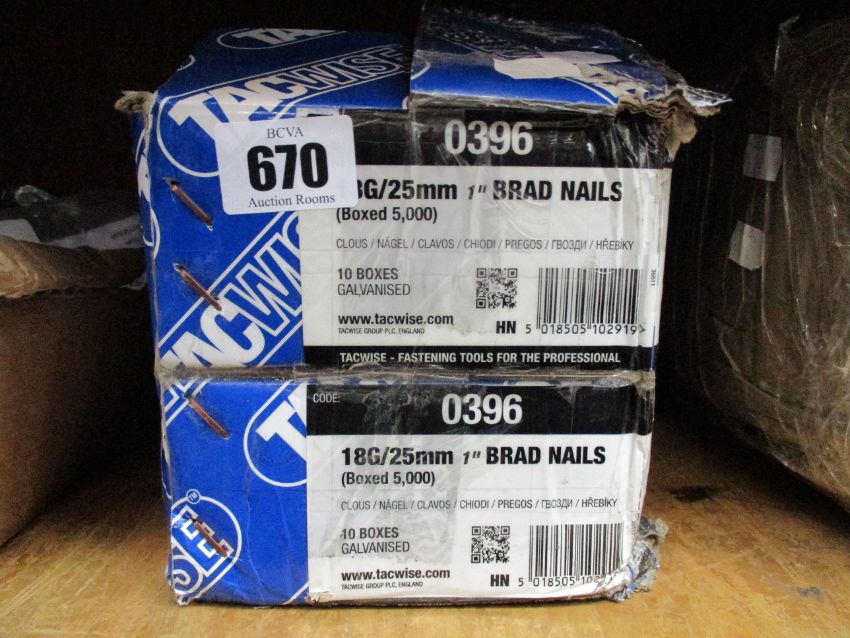 TACWISE
BCVA
670
Auction Rooms
0396
8G/25mm 1" BRAD NAILS
(Boxed 5,000)
CLOUS / NÄGEL / CLAVOS / CHIODI / PREGOS / ГВОЗДИ / HŘEBÍKY
10 BOXES
GALVANISED
www.tacwise.com
TACWISE GROUP PLC, ENGLAND
HN 5 018505 102919 >
TACWISE - FASTENING TOOLS FOR THE PROFESSIONAL
TACWISE
CODE:
0396
18G/25mm 1" BRAD NAILS
(Boxed 5,000)
CLOUS / NÄGEL / CLAVOS / CHIODI / PREGOS / ГВОЗДИ / HŘEBÍKY
10 BOXES
GALVANISED
www.tacwise.com
TACWISE GROUP PLC, ENGLAND
HN 5 018505 102
SE®